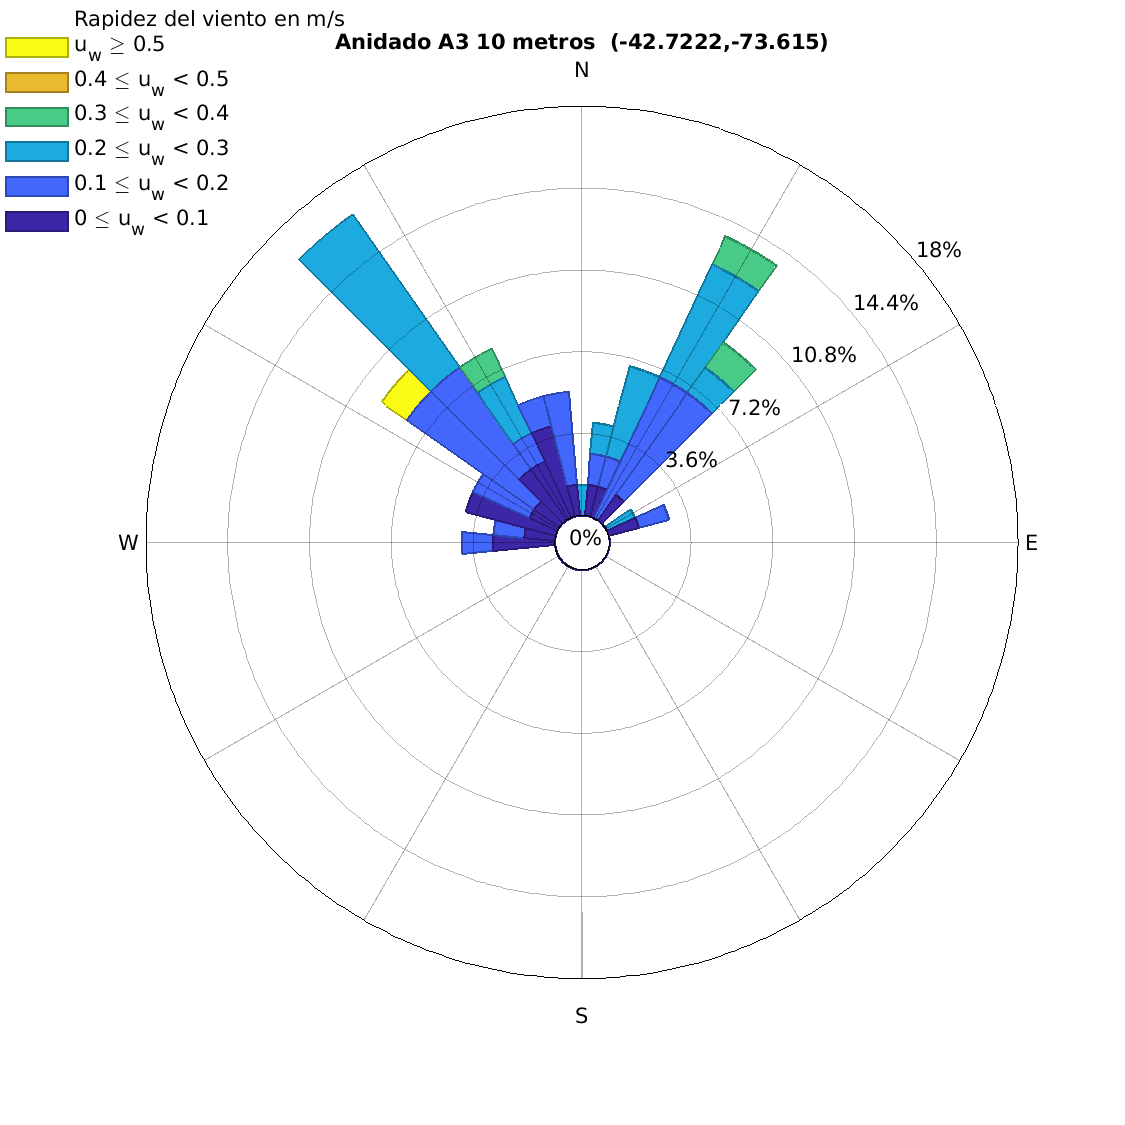 Rapidez del viento en m/s
u_w ≥ 0.5
0.4 ≤ u_w < 0.5
0.3 ≤ u_w < 0.4
0.2 ≤ u_w < 0.3
0.1 ≤ u_w < 0.2
0 ≤ u_w < 0.1
Anidado A3 10 metros (-42.7222,-73.615)
N
18%
14.4%
10.8%
7.2%
3.6%
0%
W
E
S